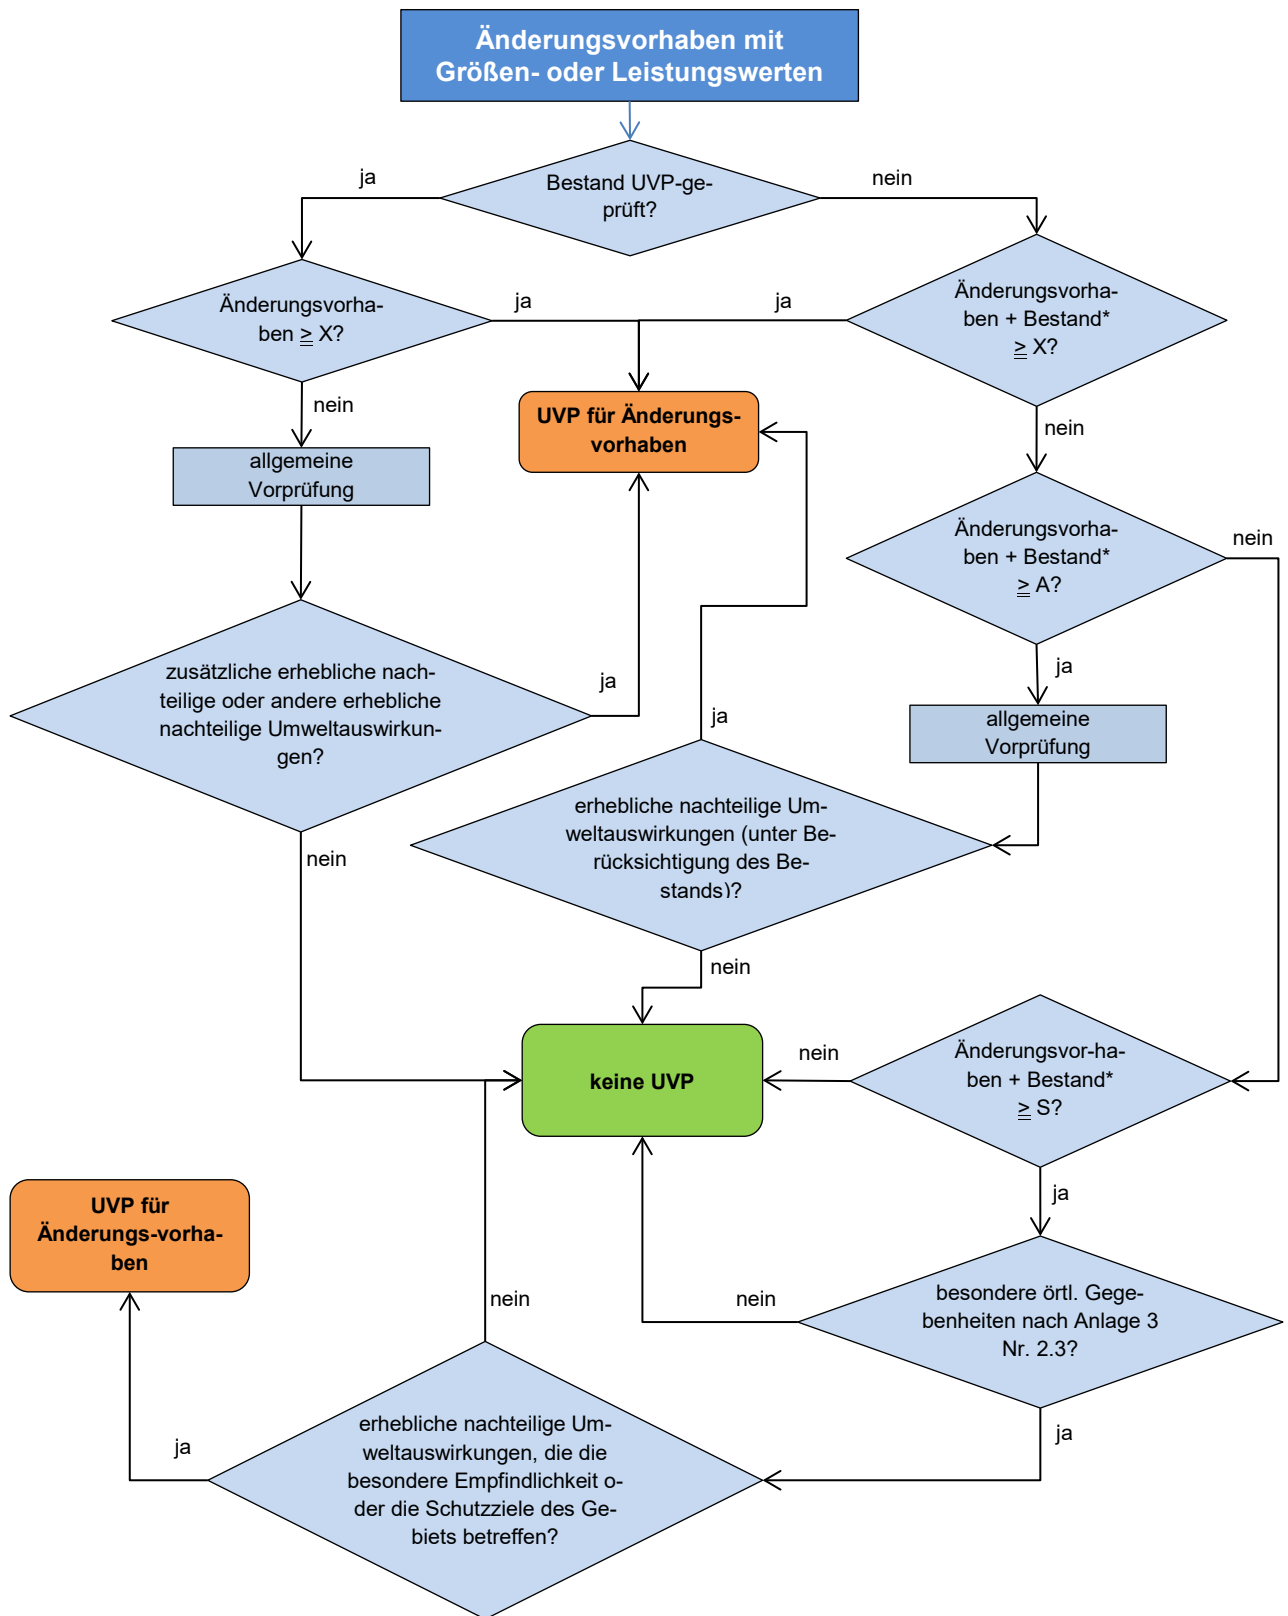 Änderungsvorhaben mit
Größen- oder Leistungswerten
Bestand UVP-ge-
prüft?
ja
nein
Änderungsvorha-
ben ≥ X?
ja
ja
Änderungsvorha-
ben + Bestand*
≥ X?
nein
UVP für Änderungs-
vorhaben
nein
allgemeine
Vorprüfung
Änderungsvorha-
ben + Bestand*
≥ A?
nein
zusätzliche erhebliche nach-
teilige oder andere erhebliche
nachteilige Umweltauswirkun-
gen?
ja
ja
ja
allgemeine
Vorprüfung
erhebliche nachteilige Um-
weltauswirkungen (unter Be-
rücksichtigung des Be-
stands)?
nein
nein
keine UVP
nein
Änderungsvor-ha-
ben + Bestand*
≥ S?
ja
UVP für
Änderungs-vorha-
ben
nein
nein
besondere örtl. Gege-
benheiten nach Anlage 3
Nr. 2.3?
ja
ja
erhebliche nachteilige Um-
weltauswirkungen, die die
besondere Empfindlichkeit o-
der die Schutzziele des Ge-
biets betreffen?